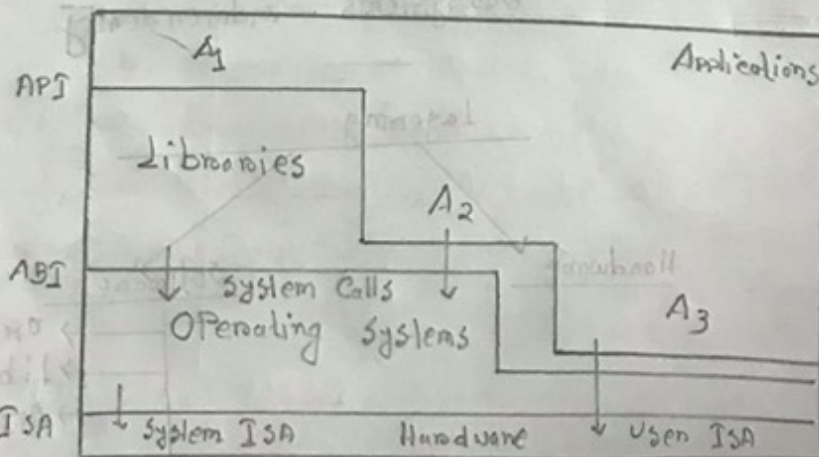 A1
Applications
API
Libraries
A2
ABI
System Calls
A3
Operating Systems
ISA
System ISA
Hardware
User ISA